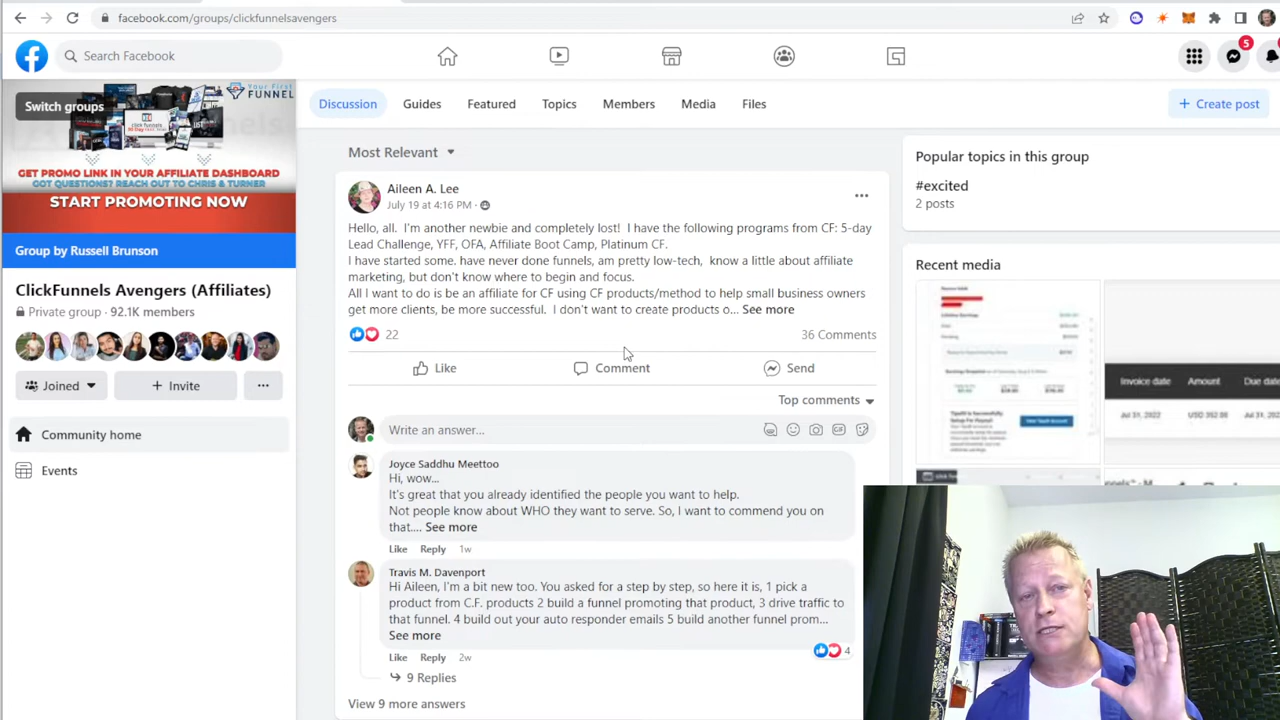 facebook.com/groups/clickfunnelsavengers
Search Facebook
5
Switch groups
YOUR FIRST
FUNNEL
GET PROMO LINK IN YOUR AFFILIATE DASHBOARD
GOT QUESTIONS? REACH OUT TO CHRIS & TURNER
START PROMOTING NOW
Group by Russell Brunson
ClickFunnels Avengers (Affiliates)
Private group · 92.1K members
Joined
+ Invite
Community home
Events
Discussion
Guides
Featured
Topics
Members
Media
Files
+ Create post
Most Relevant
Aileen A. Lee
July 19 at 4:16 PM ·
Hello, all. I'm another newbie and completely lost! I have the following programs from CF: 5-day
Lead Challenge, YFF, OFA, Affiliate Boot Camp, Platinum CF.
I have started some. have never done funnels, am pretty low-tech, know a little about affiliate
marketing, but don't know where to begin and focus.
All I want to do is be an affiliate for CF using CF products/method to help small business owners
get more clients, be more successful. I don't want to create products o... See more
22
36 Comments
Like
Comment
Send
Top comments
Write an answer...
GIF
Joyce Saddhu Meettoo
Hi, wow...
It's great that you already identified the people you want to help.
Not people know about WHO they want to serve. So, I want to commend you on
that.... See more
Like Reply 1w
Travis M. Davenport
Hi Aileen, I'm a bit new too. You asked for a step by step, so here it is, 1 pick a
product from C.F. products 2 build a funnel promoting that product, 3 drive traffic to
that funnel. 4 build out your auto responder emails 5 build another funnel prom...
See more
4
Like Reply 2w
9 Replies
View 9 more answers
Popular topics in this group
#excited
2 posts
Recent media
Invoice date
Amount
Due date
Jul 31, 2022